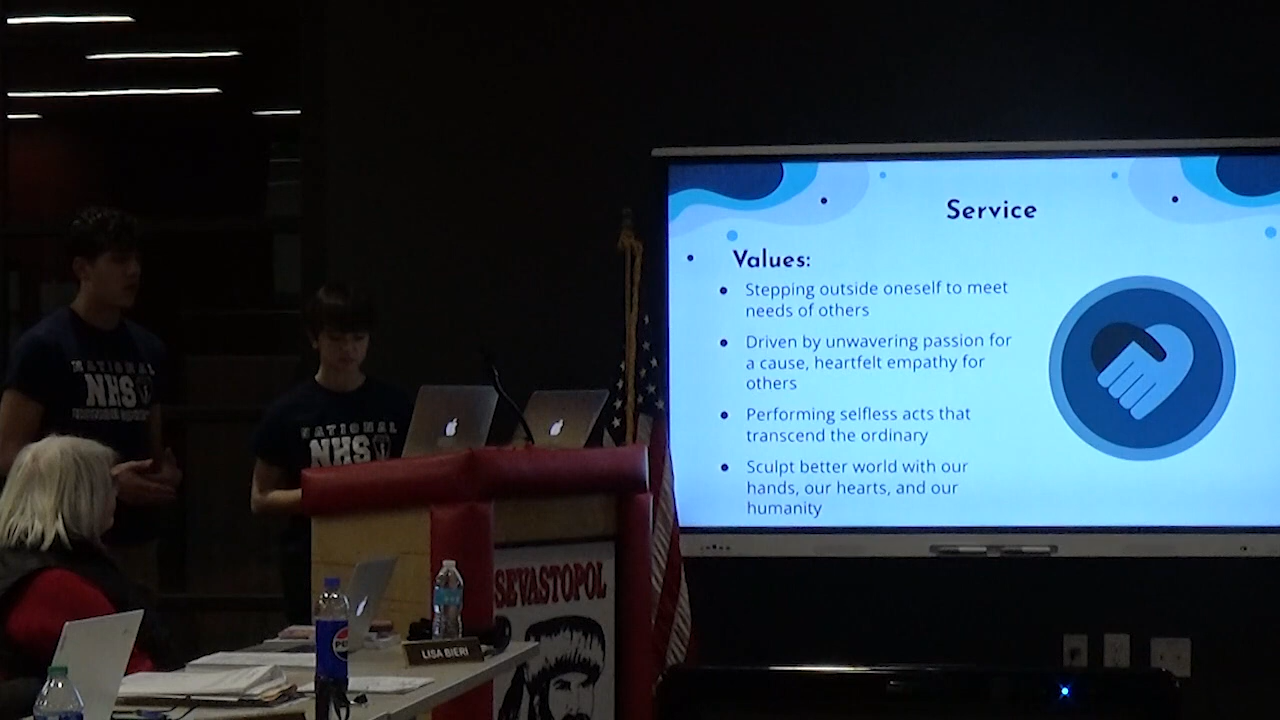 NATIONAL
NHS
NATIONAL
NHS
SEVASTOPOL
LISA BIERI
Service
Values:
Stepping outside oneself to meet
needs of others
Driven by unwavering passion for
a cause, heartfelt empathy for
others
Performing selfless acts that
transcend the ordinary
Sculpt better world with our
hands, our hearts, and our
humanity